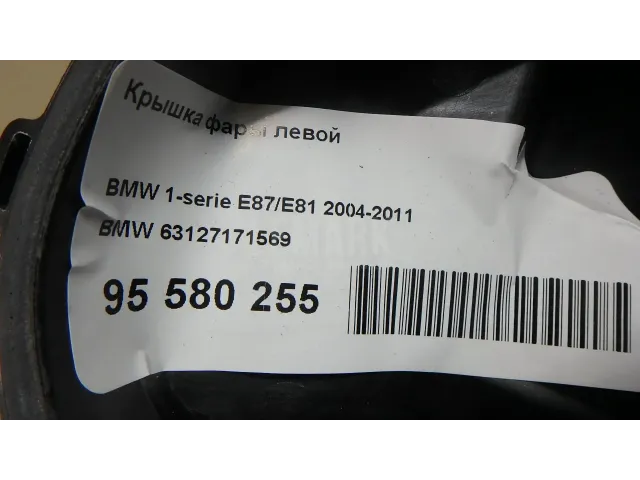 Крышка фары левой
BMW 1-serie E87/E81 2004-2011
BMW 63127171569
95 580 255